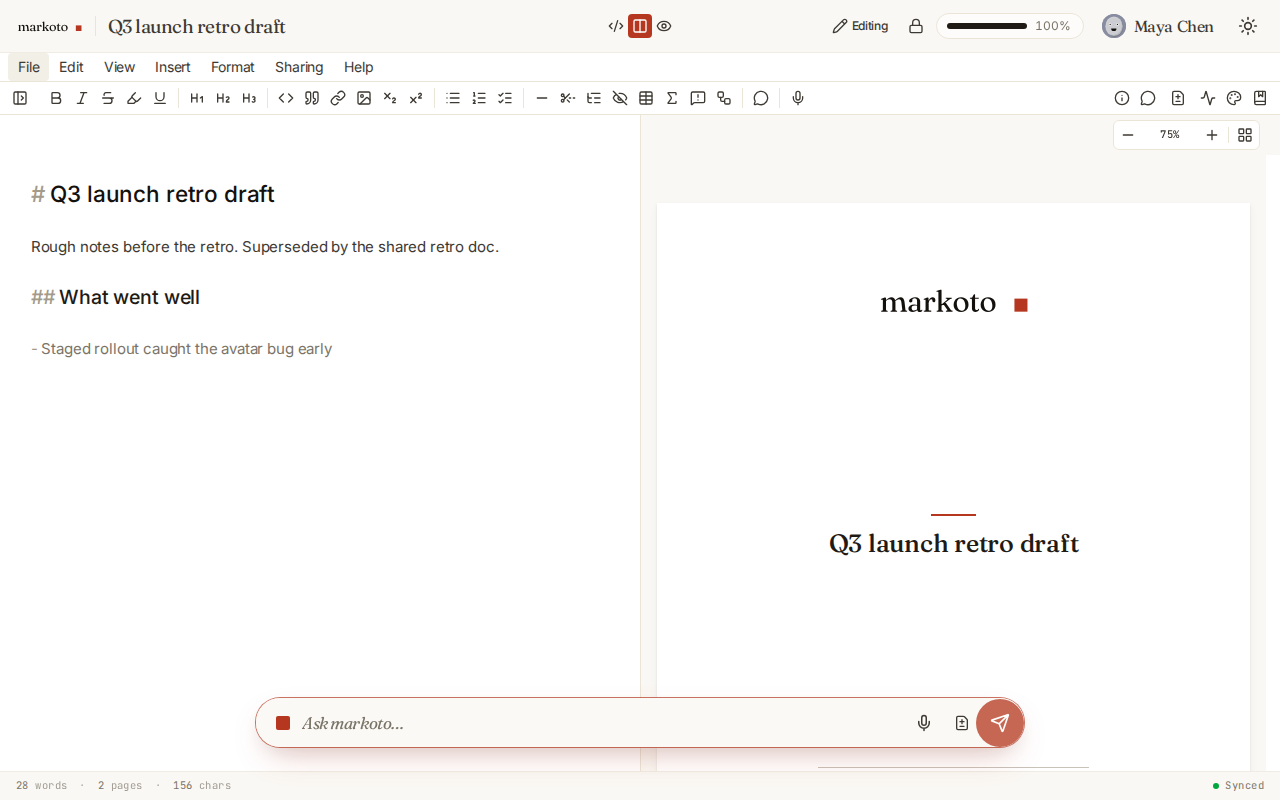 markoto
Q3 launch retro draft
Editing
100%
Maya Chen
File Edit View Insert Format Sharing Help
B I S U H1 H2 H3 X2 X2
75%
# Q3 launch retro draft
Rough notes before the retro. Superseded by the shared retro doc.
## What went well
- Staged rollout caught the avatar bug early
markoto
Q3 launch retro draft
Ask markoto...
28 words · 2 pages · 156 chars
Synced